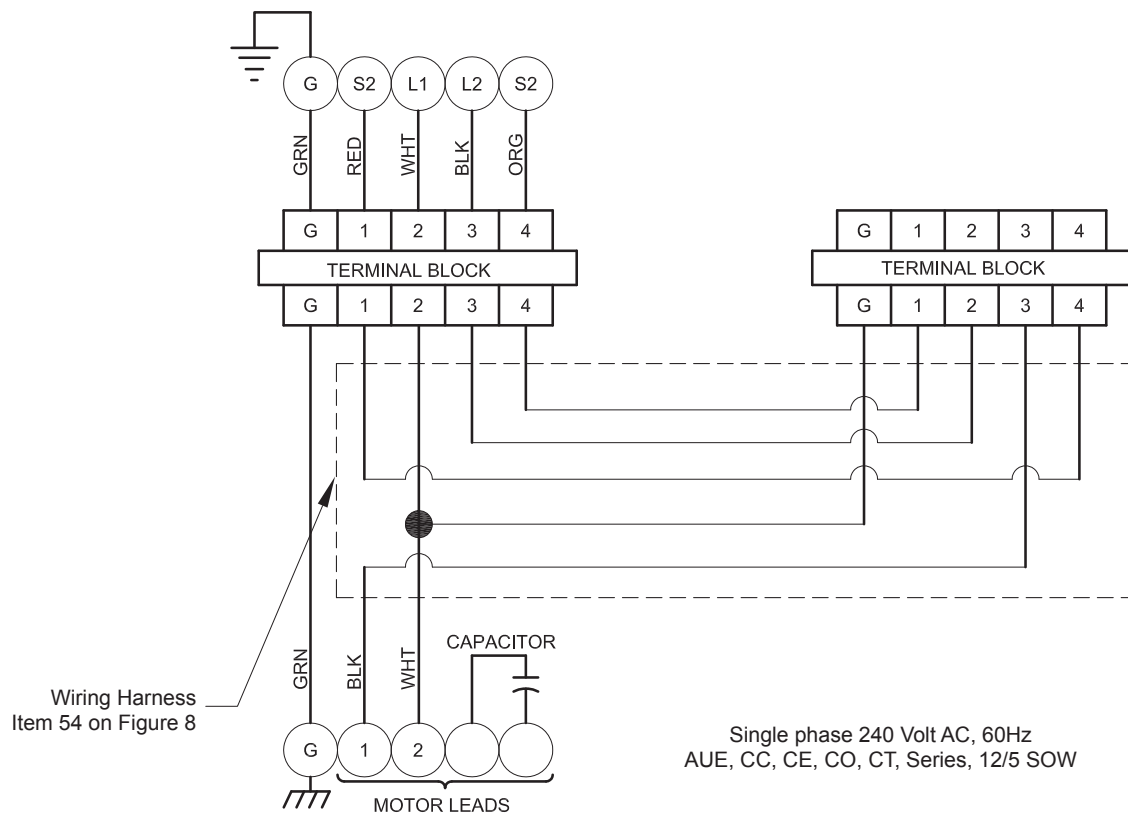 G S2 L1 L2 S2
GRN RED WHT BLK ORG
G 1 2 3 4
TERMINAL BLOCK
G 1 2 3 4
G 1 2 3 4
TERMINAL BLOCK
G 1 2 3 4
Wiring Harness
Item 54 on Figure 8
GRN BLK WHT
CAPACITOR
G 1 2
MOTOR LEADS
Single phase 240 Volt AC, 60Hz
AUE, CC, CE, CO, CT, Series, 12/5 SOW